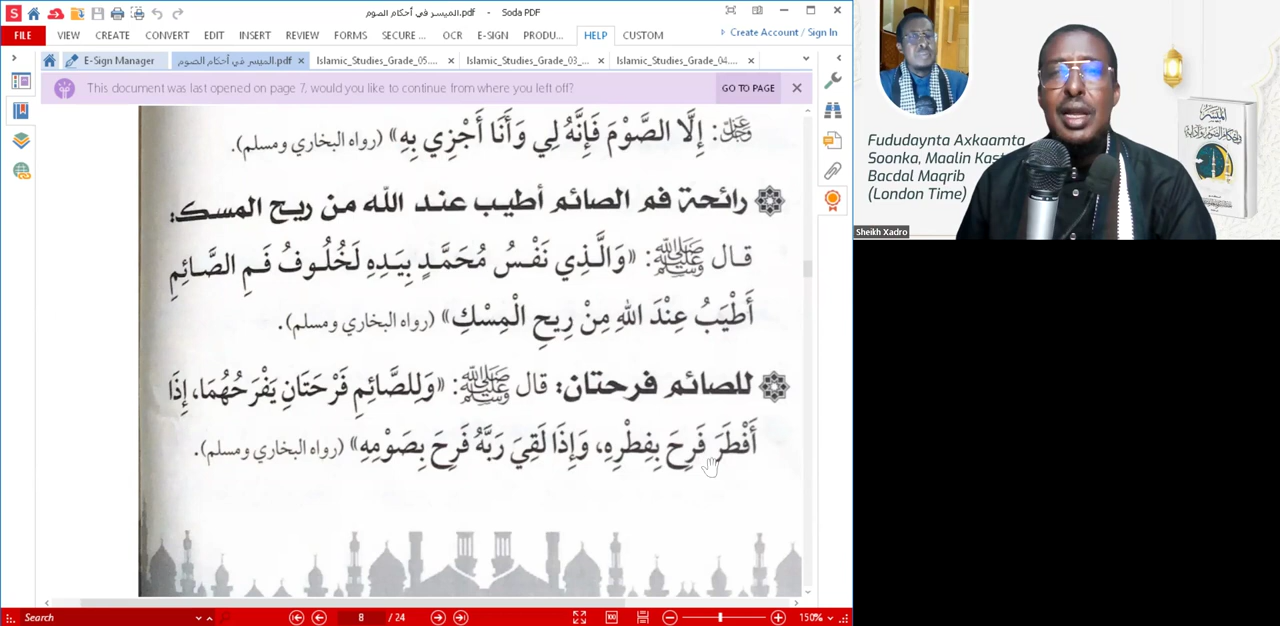 الميسر في أحكام الصوم.pdf - Soda PDF
FILE VIEW CREATE CONVERT EDIT INSERT REVIEW FORMS SECURE ... OCR E-SIGN PRODU... HELP CUSTOM
Create Account / Sign In
E-Sign Manager
الميسر في أحكام الصوم.pdf
Islamic_Studies_Grade_05....
Islamic_Studies_Grade_03_...
Islamic_Studies_Grade_04....
This document was last opened on page 7, would you like to continue from where you left off?
GO TO PAGE
عَزَّ وَجَلَّ: إِلَّا الصَّوْمَ فَإِنَّهُ لِي وَأَنَا أَجْزِي بِهِ» (رواه البخاري ومسلم).
رائحة فم الصائم أطيب عند الله من ريح المسك:
قال ﷺ: «وَالَّذِي نَفْسُ مُحَمَّدٍ بِيَدِهِ لَخُلُوفُ فَمِ الصَّائِمِ
أَطْيَبُ عِنْدَ اللهِ مِنْ رِيحِ الْمِسْكِ» (رواه البخاري ومسلم).
للصائم فرحتان: قال ﷺ: «وَلِلصَّائِمِ فَرْحَتَانِ يَفْرَحُهُمَا، إِذَا
أَفْطَرَ فَرِحَ بِفِطْرِهِ، وَإِذَا لَقِيَ رَبَّهُ فَرِحَ بِصَوْمِهِ» (رواه البخاري ومسلم).
Search
8 / 24
150%
Fududaynta Axkaamta
Soonka, Maalin Kast
Bacdal Maqrib
(London Time)
Sheikh Xadro
الميسر